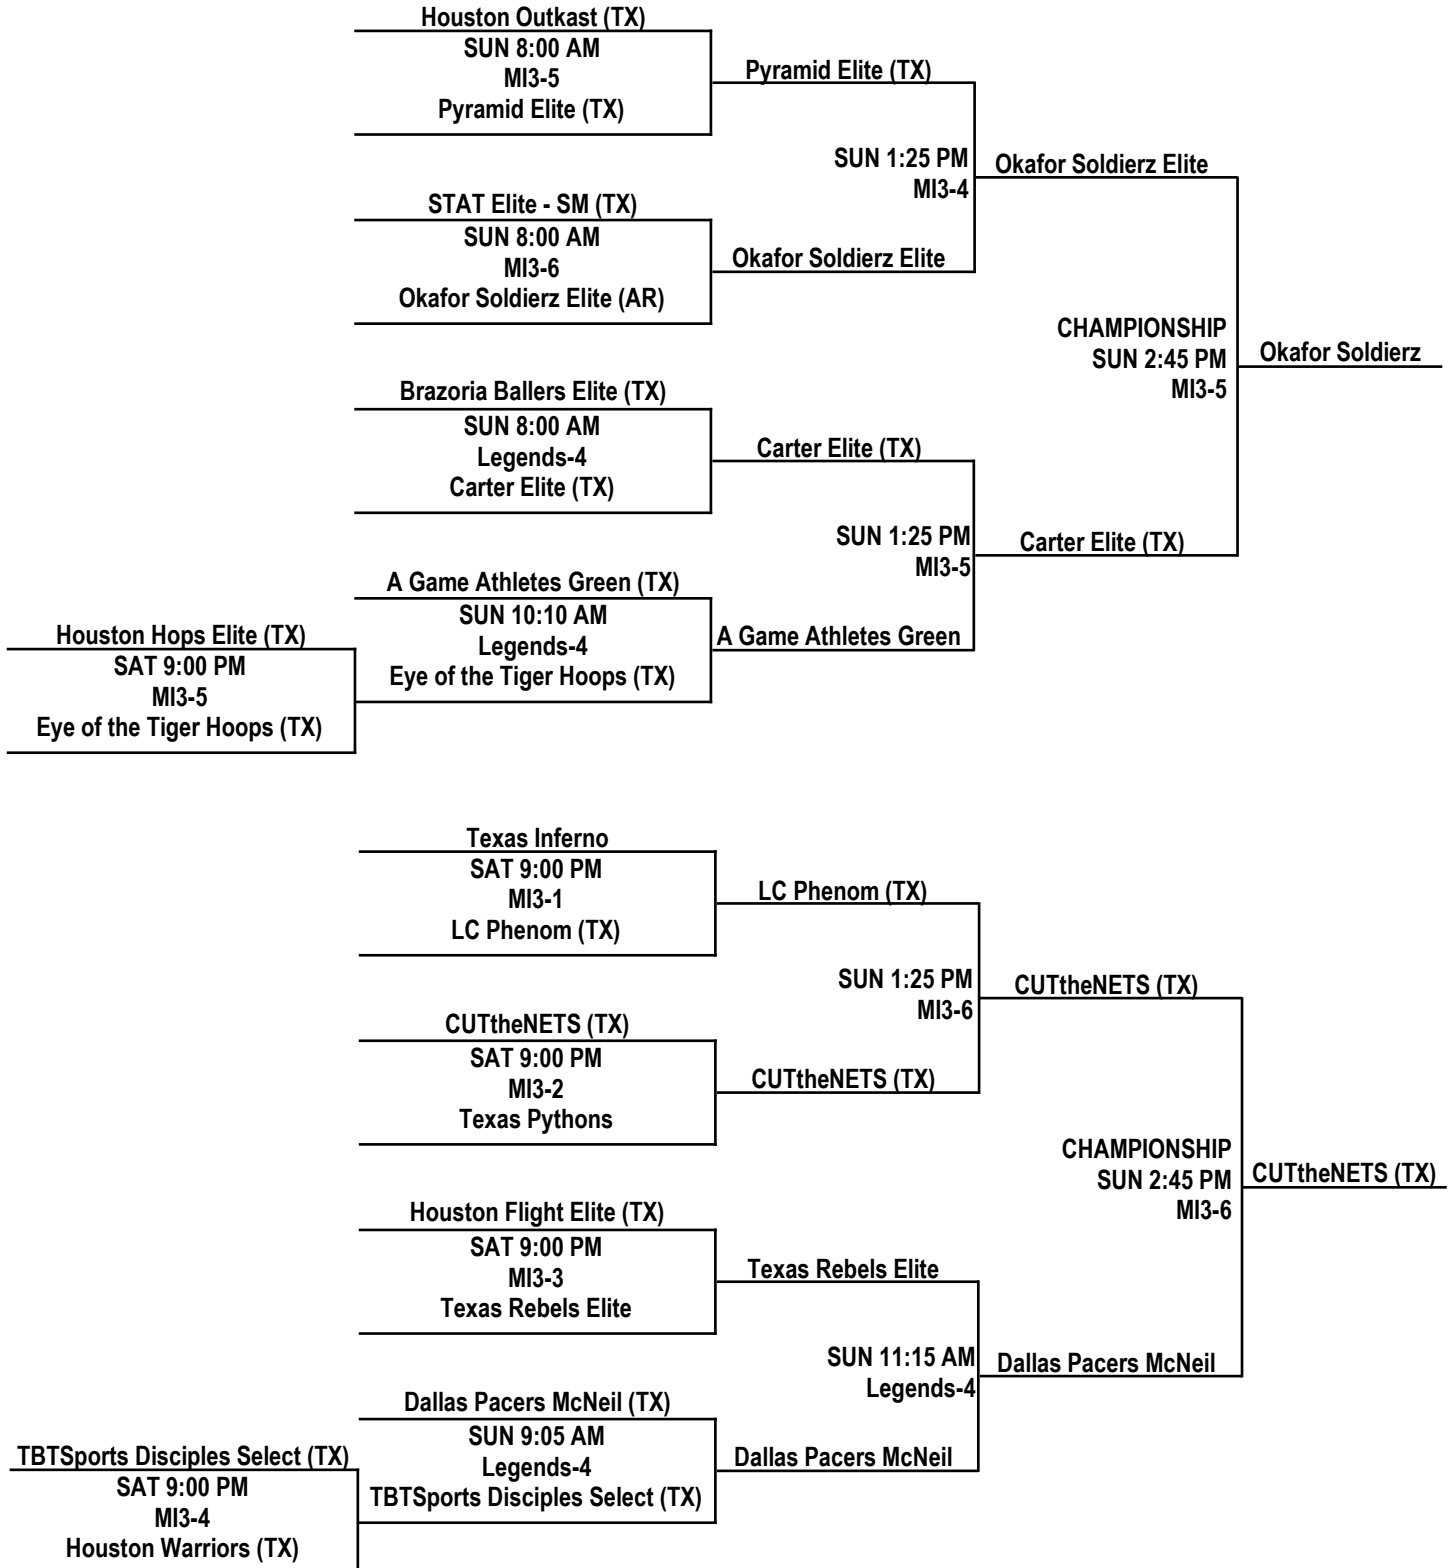 Houston Outkast (TX)
SUN 8:00 AM
MI3-5
Pyramid Elite (TX)
Pyramid Elite (TX)
SUN 1:25 PM
MI3-4
Okafor Soldierz Elite
STAT Elite - SM (TX)
SUN 8:00 AM
MI3-6
Okafor Soldierz Elite (AR)
Okafor Soldierz Elite
CHAMPIONSHIP
SUN 2:45 PM
MI3-5
Okafor Soldierz
Brazoria Ballers Elite (TX)
SUN 8:00 AM
Legends-4
Carter Elite (TX)
Carter Elite (TX)
SUN 1:25 PM
MI3-5
Carter Elite (TX)
A Game Athletes Green (TX)
SUN 10:10 AM
Legends-4
Eye of the Tiger Hoops (TX)
A Game Athletes Green
Houston Hops Elite (TX)
SAT 9:00 PM
MI3-5
Eye of the Tiger Hoops (TX)
Texas Inferno
SAT 9:00 PM
MI3-1
LC Phenom (TX)
LC Phenom (TX)
SUN 1:25 PM
MI3-6
CUTtheNETS (TX)
CUTtheNETS (TX)
SAT 9:00 PM
MI3-2
Texas Pythons
CUTtheNETS (TX)
CHAMPIONSHIP
SUN 2:45 PM
MI3-6
CUTtheNETS (TX)
Houston Flight Elite (TX)
SAT 9:00 PM
MI3-3
Texas Rebels Elite
Texas Rebels Elite
SUN 11:15 AM
Legends-4
Dallas Pacers McNeil
Dallas Pacers McNeil (TX)
SUN 9:05 AM
Legends-4
TBTSports Disciples Select (TX)
Dallas Pacers McNeil
TBTSports Disciples Select (TX)
SAT 9:00 PM
MI3-4
Houston Warriors (TX)